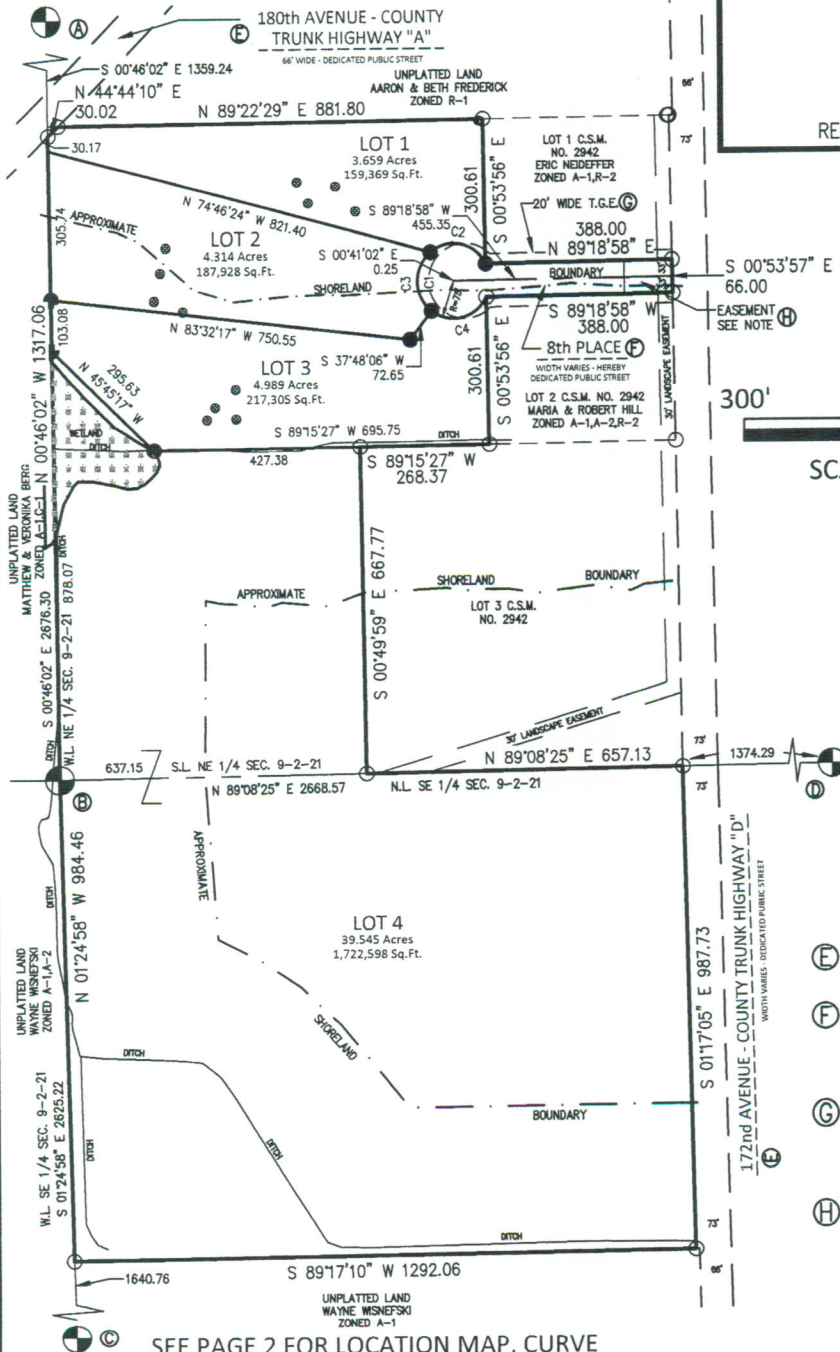 Ⓐ
180th AVENUE - COUNTY
Ⓔ TRUNK HIGHWAY "A"
66' WIDE - DEDICATED PUBLIC STREET
S 00°46'02" E 1359.24
N 44°44'10" E
30.02
UNPLATTED LAND
AARON & BETH FREDERICK
ZONED R-1
N 89°22'29" E 881.80
66'
73'
RE
30.17
LOT 1
3.659 Acres
159,369 Sq.Ft.
S 00°53'56" E
300.61
LOT 1 C.S.M.
NO. 2942
ERIC NEIDEFFER
ZONED A-1,R-2
N 74°46'24" W 821.40
S 89°18'58" W
455.35
C2
20' WIDE T.G.E. Ⓖ
388.00
N 89°18'58" E
305.74
APPROXIMATE
LOT 2
4.314 Acres
187,928 Sq.Ft.
S 00°41'02" E
0.25
C3
C1
R=75'
C4
BOUNDARY
33'
33'
S 00°53'57" E
66.00
SHORELAND
S 89°18'58" W
388.00
EASEMENT
SEE NOTE Ⓗ
103.08
N 83°32'17" W 750.55
S 37°48'06" W
72.65
8th PLACE Ⓕ
WIDTH VARIES - HEREBY
DEDICATED PUBLIC STREET
300.61
S 00°53'56" E
30' LANDSCAPE EASEMENT
295.63
N 45°45'17" W
LOT 3
4.989 Acres
217,305 Sq.Ft.
LOT 2 C.S.M. NO. 2942
MARIA & ROBERT HILL
ZONED A-1,A-2,R-2
300'
N 00°46'02" W 1317.06
WETLAND
DITCH
S 89°15'27" W 695.75
DITCH
427.38
S 89°15'27" W
268.37
SC
UNPLATTED LAND
MATTHEW & VERONIKA BERG
ZONED A-1,C-1
878.07
DITCH
S 00°46'02" E 2676.30
W.L. NE 1/4 SEC. 9-2-21
DITCH
APPROXIMATE
SHORELAND
BOUNDARY
LOT 3 C.S.M.
NO. 2942
S 00°49'59" E 667.77
30' LANDSCAPE EASEMENT
637.15
S.L. NE 1/4 SEC. 9-2-21
N 89°08'25" E 657.13
73'
1374.29
N 89°08'25" E 2668.57
N.L. SE 1/4 SEC. 9-2-21
Ⓑ
73'
Ⓓ
APPROXIMATE
N 01°24'58" W 984.46
DITCH
LOT 4
39.545 Acres
1,722,598 Sq.Ft.
UNPLATTED LAND
WAYNE WISNEFSKI
ZONED A-1,A-2
SHORELAND
S 01°17'05" E 987.73
172nd AVENUE - COUNTY TRUNK HIGHWAY "D"
WIDTH VARIES - DEDICATED PUBLIC STREET
Ⓔ
Ⓔ
Ⓕ
Ⓖ
Ⓗ
DITCH
BOUNDARY
W.L. SE 1/4 SEC. 9-2-21
S 01°24'58" E 2625.22
DITCH
DITCH
DITCH
73'
S 89°17'10" W 1292.06
66'
1640.76
UNPLATTED LAND
WAYNE WISNEFSKI
ZONED A-1
Ⓒ
SEE PAGE 2 FOR LOCATION MAP, CURVE